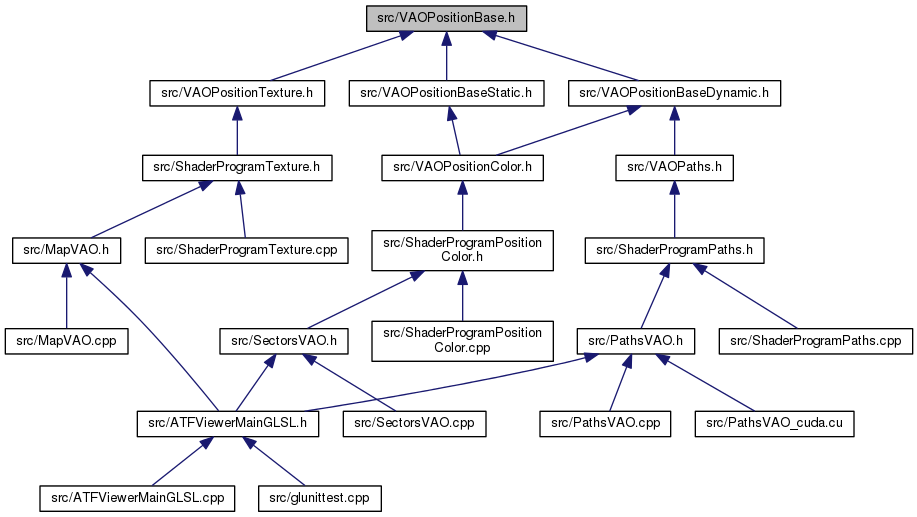 src/VAOPositionBase.h
src/VAOPositionTexture.h
src/VAOPositionBaseStatic.h
src/VAOPositionBaseDynamic.h
src/ShaderProgramTexture.h
src/VAOPositionColor.h
src/VAOPaths.h
src/MapVAO.h
src/ShaderProgramTexture.cpp
src/ShaderProgramPosition
Color.h
src/ShaderProgramPaths.h
src/MapVAO.cpp
src/SectorsVAO.h
src/ShaderProgramPosition
Color.cpp
src/PathsVAO.h
src/ShaderProgramPaths.cpp
src/ATFViewerMainGLSL.h
src/SectorsVAO.cpp
src/PathsVAO.cpp
src/PathsVAO_cuda.cu
src/ATFViewerMainGLSL.cpp
src/glunittest.cpp